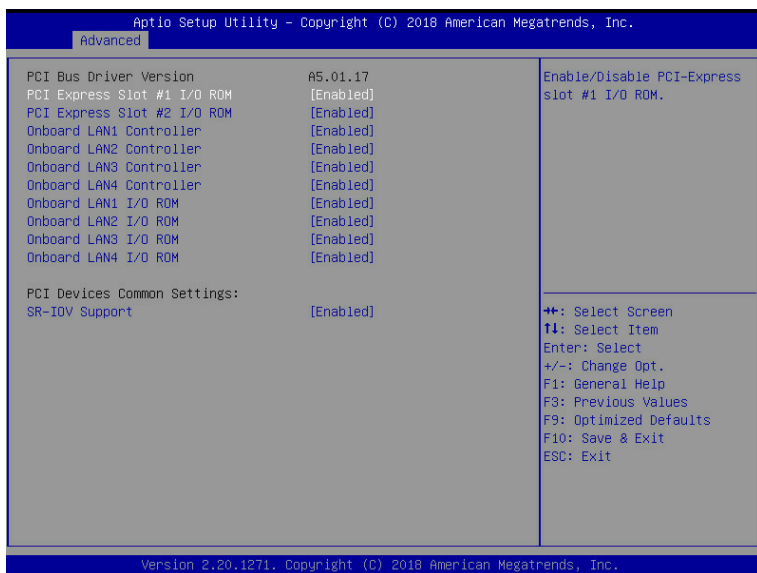 Aptio Setup Utility – Copyright (C) 2018 American Megatrends, Inc.
Advanced
PCI Bus Driver Version A5.01.17
PCI Express Slot #1 I/O ROM [Enabled]
PCI Express Slot #2 I/O ROM [Enabled]
Onboard LAN1 Controller [Enabled]
Onboard LAN2 Controller [Enabled]
Onboard LAN3 Controller [Enabled]
Onboard LAN4 Controller [Enabled]
Onboard LAN1 I/O ROM [Enabled]
Onboard LAN2 I/O ROM [Enabled]
Onboard LAN3 I/O ROM [Enabled]
Onboard LAN4 I/O ROM [Enabled]
PCI Devices Common Settings:
SR-IOV Support [Enabled]
Enable/Disable PCI-Express
slot #1 I/O ROM.
→←: Select Screen
↑↓: Select Item
Enter: Select
+/-: Change Opt.
F1: General Help
F3: Previous Values
F9: Optimized Defaults
F10: Save & Exit
ESC: Exit
Version 2.20.1271. Copyright (C) 2018 American Megatrends, Inc.